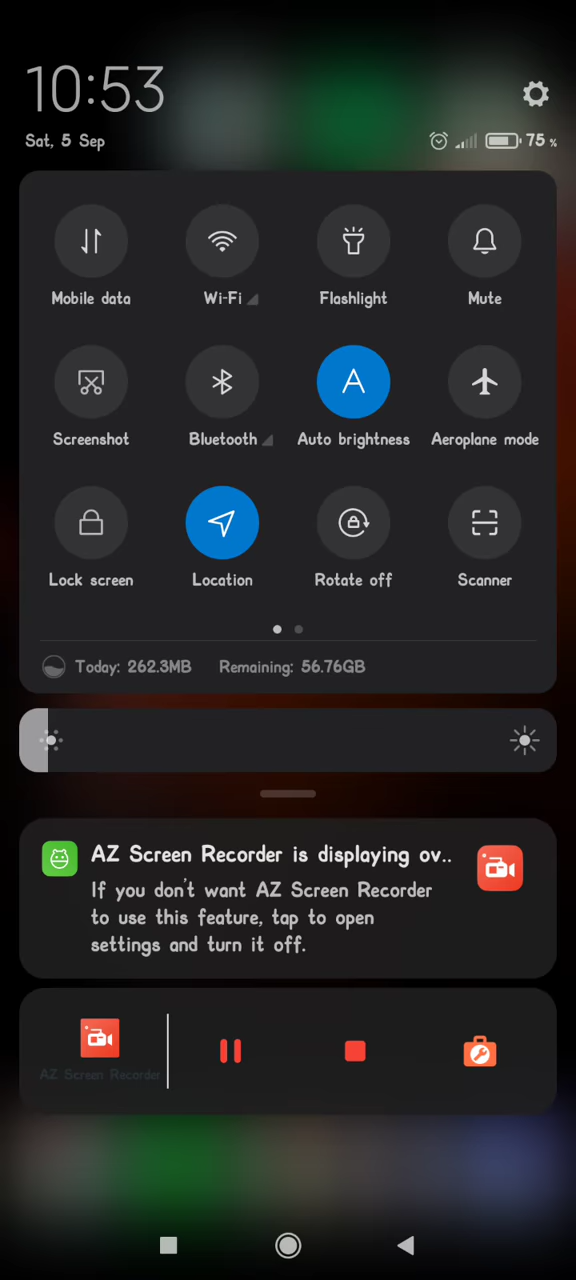 10:53
Sat, 5 Sep
75 %
Mobile data
Wi-Fi
Flashlight
Mute
Screenshot
Bluetooth
Auto brightness
Aeroplane mode
Lock screen
Location
Rotate off
Scanner
Today: 262.3MB Remaining: 56.76GB
AZ Screen Recorder is displaying ov..
If you don't want AZ Screen Recorder
to use this feature, tap to open
settings and turn it off.
AZ Screen Recorder